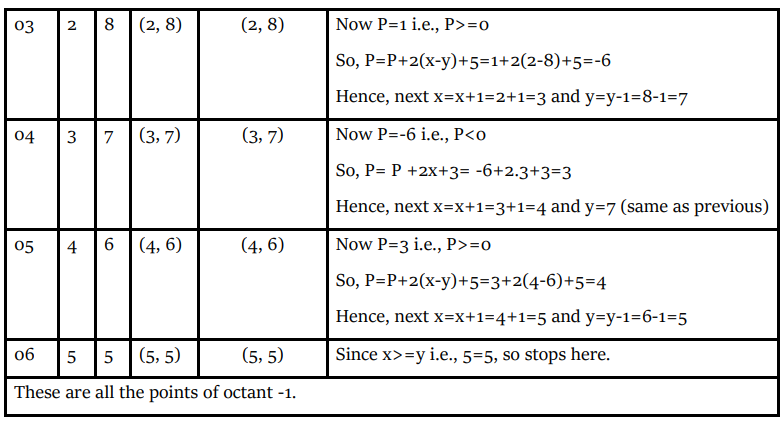 03 2 8 (2, 8) (2, 8) Now P=1 i.e., P>=0
So, P=P+2(x-y)+5=1+2(2-8)+5=-6
Hence, next x=x+1=2+1=3 and y=y-1=8-1=7
04 3 7 (3, 7) (3, 7) Now P=-6 i.e., P<0
So, P= P +2x+3= -6+2.3+3=3
Hence, next x=x+1=3+1=4 and y=7 (same as previous)
05 4 6 (4, 6) (4, 6) Now P=3 i.e., P>=0
So, P=P+2(x-y)+5=3+2(4-6)+5=4
Hence, next x=x+1=4+1=5 and y=y-1=6-1=5
06 5 5 (5, 5) (5, 5) Since x>=y i.e., 5=5, so stops here.
These are all the points of octant -1.